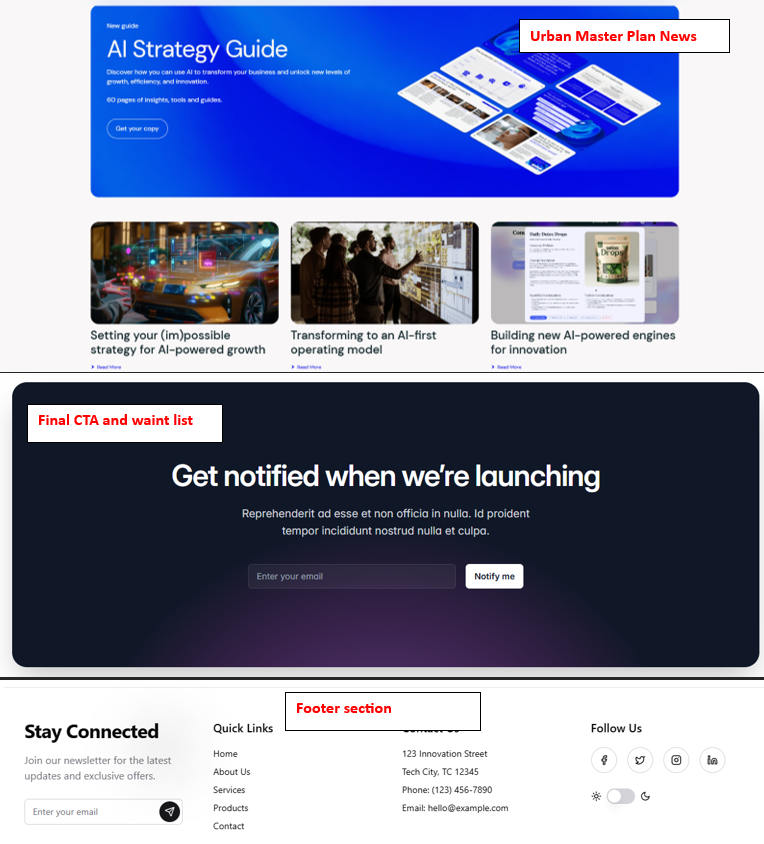 New guide
Urban Master Plan News
AI Strategy Guide
Discover how you can use AI to transform your business and unlock new levels of
growth, efficiency, and innovation.
60 pages of insights, tools and guides.
Get your copy
Daily Detox Drops
Drops
Setting your (im)possible
strategy for AI-powered growth
Read More
Transforming to an AI-first
operating model
Read More
Building new AI-powered engines
for innovation
Read More
Final CTA and waint list
Get notified when we're launching
Reprehenderit ad esse et non officia in nulla. Id proident
tempor incididunt nostrud nulla et culpa.
Enter your email
Notify me
Footer section
Stay Connected
Join our newsletter for the latest
updates and exclusive offers.
Enter your email
Quick Links
Home
About Us
Services
Products
Contact
123 Innovation Street
Tech City, TC 12345
Phone: (123) 456-7890
Email: hello@example.com
Follow Us